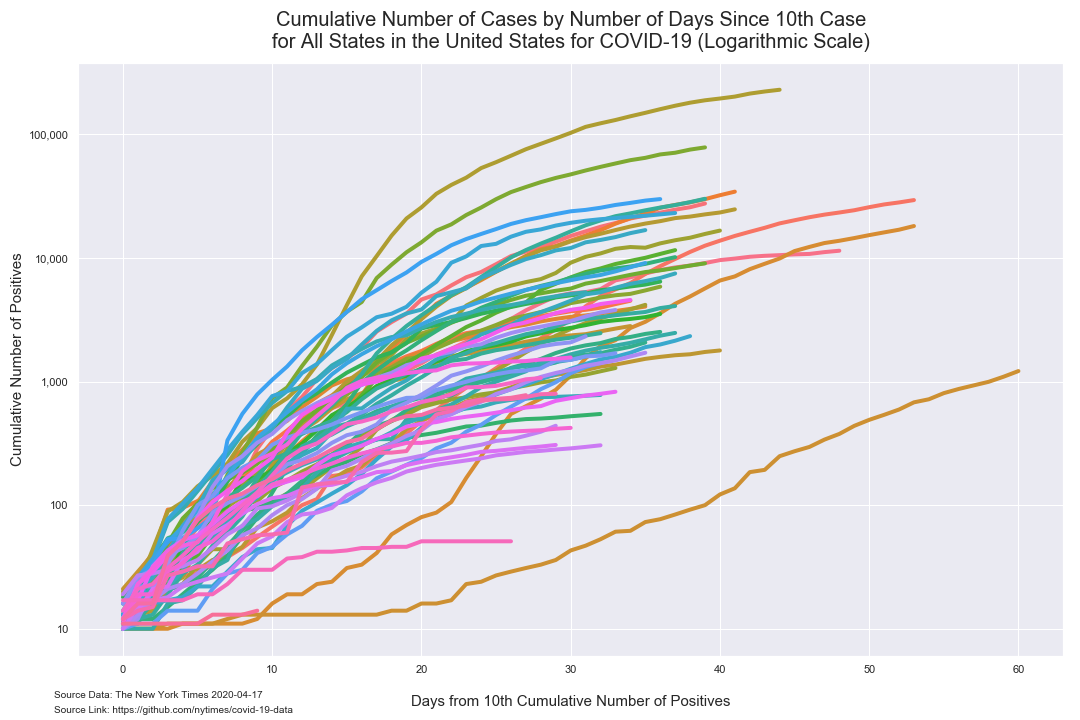 Cumulative Number of Cases by Number of Days Since 10th Case
for All States in the United States for COVID-19 (Logarithmic Scale)
Cumulative Number of Positives
100,000
10,000
1,000
100
10
0
10
20
30
40
50
60
Days from 10th Cumulative Number of Positives
Source Data: The New York Times 2020-04-17
Source Link: https://github.com/nytimes/covid-19-data